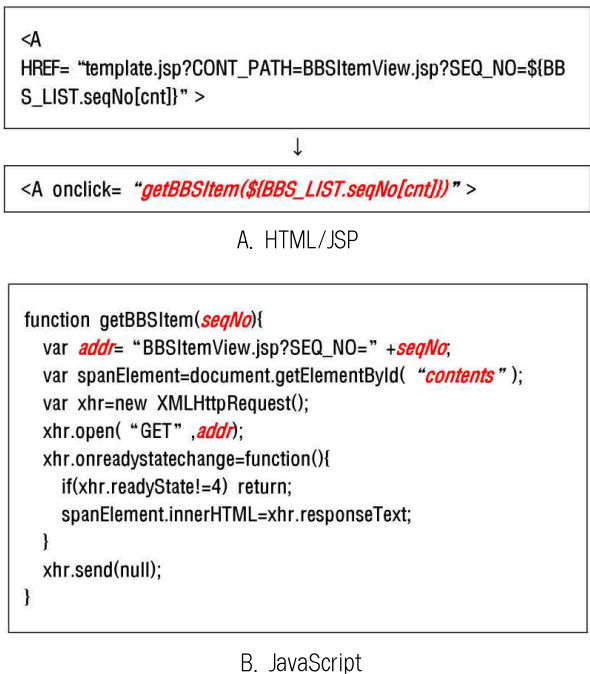 <A
HREF= “template.jsp?CONT_PATH=BBSItemView.jsp?SEQ_NO=${BB
S_LIST.seqNo[cnt]}” >
↓
<A onclick= “getBBSItem(${BBS_LIST.seqNo[cnt]})” >
A. HTML/JSP
function getBBSItem(seqNo){
var addr= “BBSItemView.jsp?SEQ_NO=” +seqNo;
var spanElement=document.getElementById( “contents” );
var xhr=new XMLHttpRequest();
xhr.open( “GET” ,addr);
xhr.onreadystatechange=function(){
if(xhr.readyState!=4) return;
spanElement.innerHTML=xhr.responseText;
}
xhr.send(null);
}
B. JavaScript